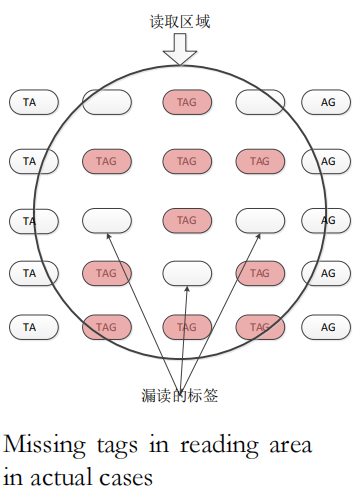 读取区域
TA TAG AG
TA TAG TAG TAG AG
TA TAG AG
TA TAG TAG AG
TA TAG TAG TAG AG
漏读的标签
Missing tags in reading area
in actual cases